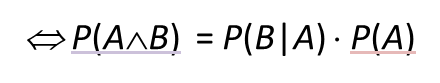 ⇔ P(A∧B) = P(B|A)· P(A)